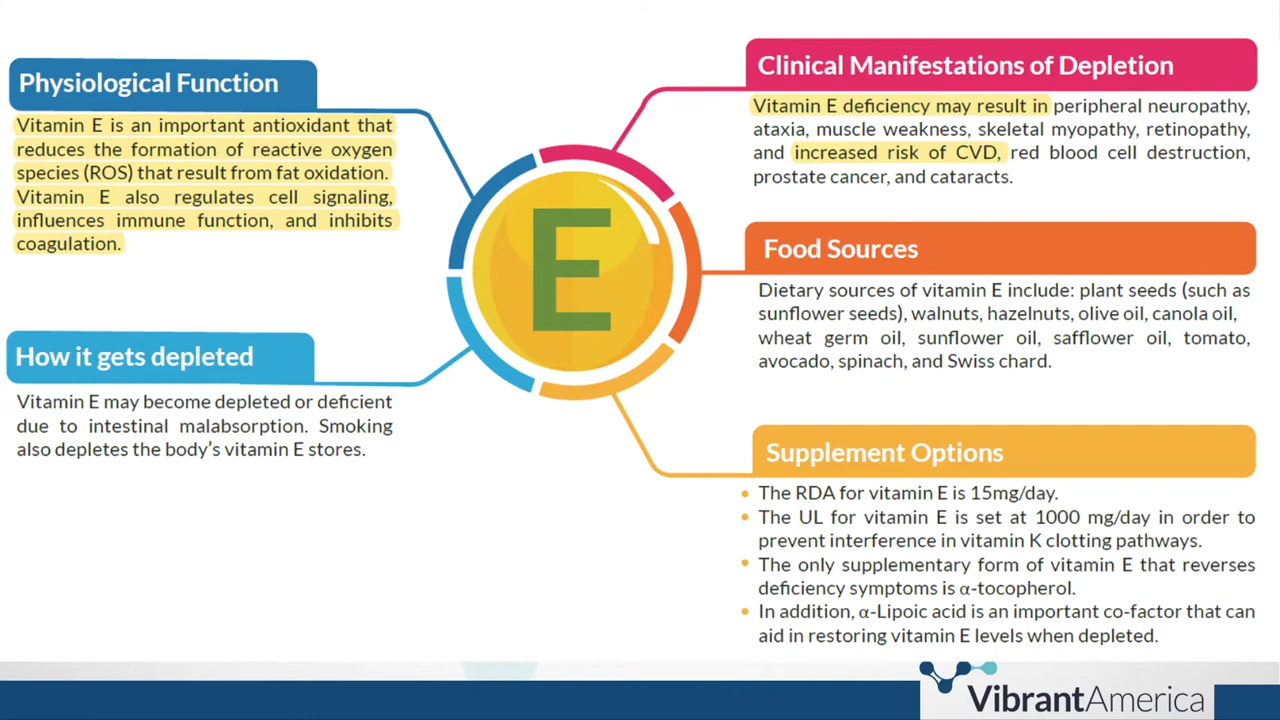 Physiological Function
Vitamin E is an important antioxidant that
reduces the formation of reactive oxygen
species (ROS) that result from fat oxidation.
Vitamin E also regulates cell signaling,
influences immune function, and inhibits
coagulation.
How it gets depleted
Vitamin E may become depleted or deficient
due to intestinal malabsorption. Smoking
also depletes the body's vitamin E stores.
E
Clinical Manifestations of Depletion
Vitamin E deficiency may result in peripheral neuropathy,
ataxia, muscle weakness, skeletal myopathy, retinopathy,
and increased risk of CVD, red blood cell destruction,
prostate cancer, and cataracts.
Food Sources
Dietary sources of vitamin E include: plant seeds (such as
sunflower seeds), walnuts, hazelnuts, olive oil, canola oil,
wheat germ oil, sunflower oil, safflower oil, tomato,
avocado, spinach, and Swiss chard.
Supplement Options
• The RDA for vitamin E is 15mg/day.
• The UL for vitamin E is set at 1000 mg/day in order to
prevent interference in vitamin K clotting pathways.
• The only supplementary form of vitamin E that reverses
deficiency symptoms is α-tocopherol.
• In addition, α-Lipoic acid is an important co-factor that can
aid in restoring vitamin E levels when depleted.
VibrantAmerica